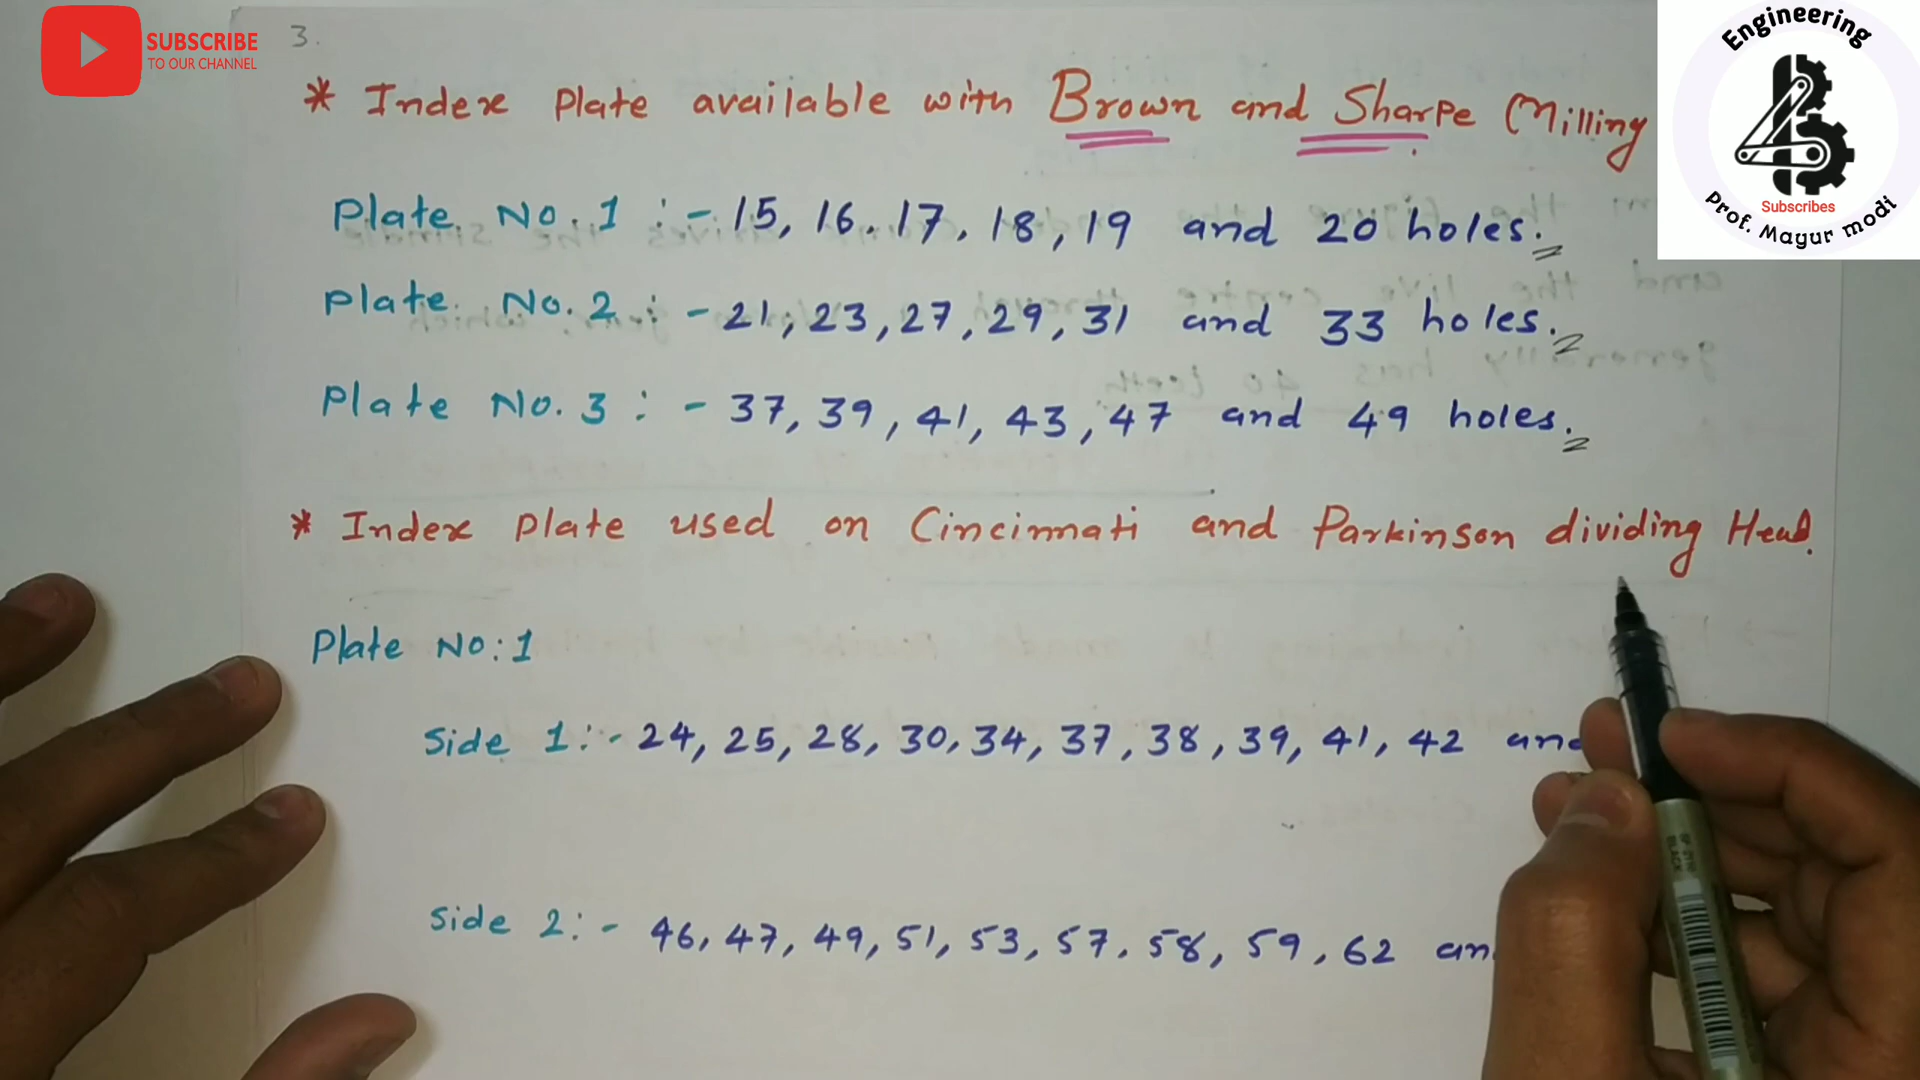 SUBSCRIBE
TO OUR CHANNEL
3.
* Index Plate available with Brown and Sharpe Milling
Plate No. 1 :- 15, 16, 17, 18, 19 and 20 holes.
Plate No. 2 :- 21, 23, 27, 29, 31 and 33 holes.
Plate No. 3 :- 37, 39, 41, 43, 47 and 49 holes.
* Index Plate used on Cincinnati and Parkinson dividing Head.
Plate No:1
Side 1:- 24, 25, 28, 30, 34, 37, 38, 39, 41, 42 and
Side 2:- 46, 47, 49, 51, 53, 57, 58, 59, 62 an
Engineering
Subscribes
Prof. Mayur modi